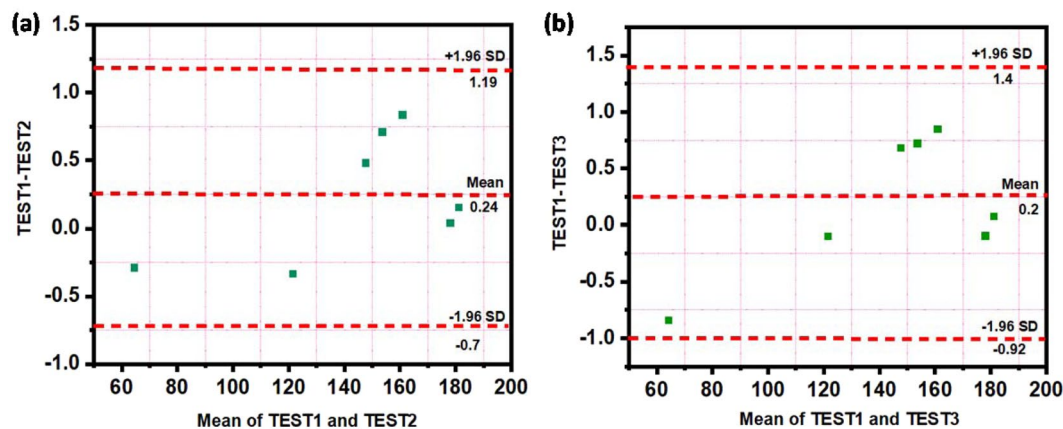 (a)
1.5
1.0
0.5
0.0
-0.5
-1.0
TEST1-TEST2
+1.96 SD
1.19
Mean
0.24
-1.96 SD
-0.7
60 80 100 120 140 160 180 200
Mean of TEST1 and TEST2
(b)
1.5
1.0
0.5
0.0
-0.5
-1.0
TEST1-TEST3
+1.96 SD
1.4
Mean
0.2
-1.96 SD
-0.92
60 80 100 120 140 160 180 200
Mean of TEST1 and TEST3